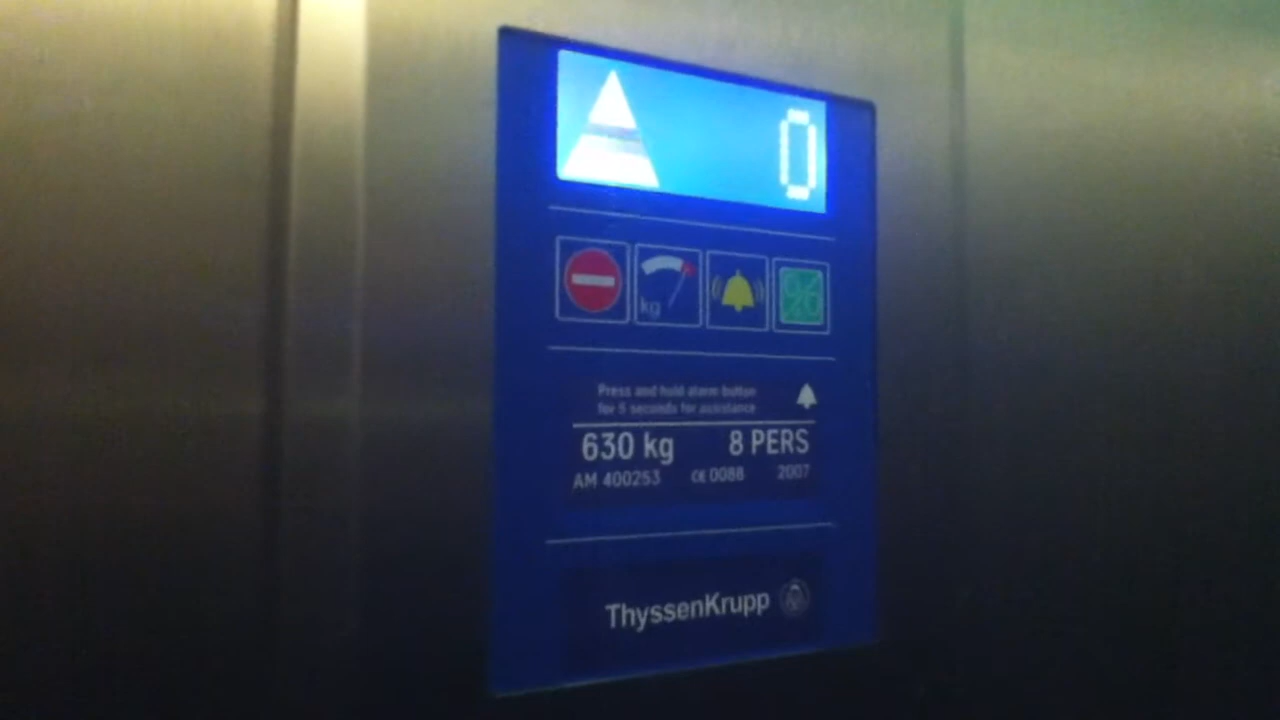 0
kg
Press and hold alarm button
for 5 seconds for assistance
630 kg 8 PERS
AM 400253 CE 0088 2007
ThyssenKrupp